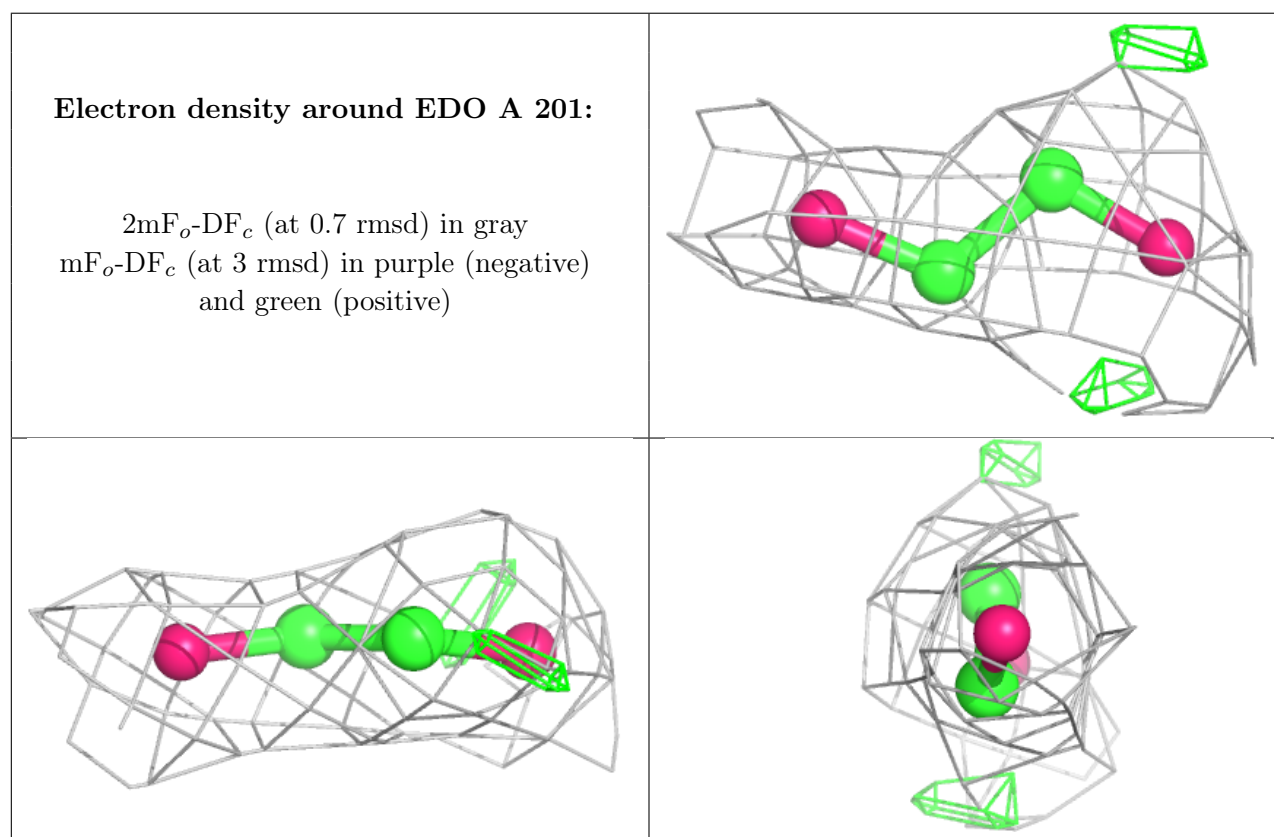 Electron density around EDO A 201:
2mFₒ-DF𝑐 (at 0.7 rmsd) in gray
mFₒ-DF𝑐 (at 3 rmsd) in purple (negative)
and green (positive)